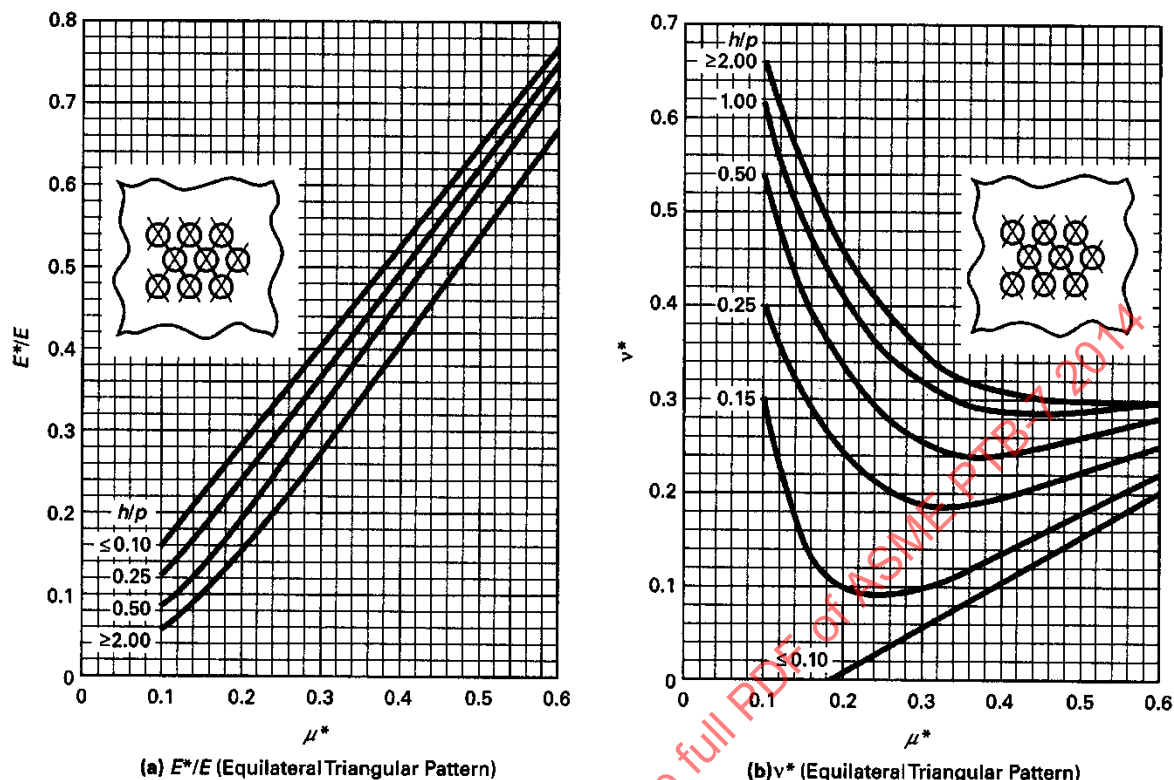 0.8
0.7
0.6
0.5
0.4
0.3
0.2
0.1
0
E*/E
h/p
≤0.10
0.25
0.50
≥2.00
0 0.1 0.2 0.3 0.4 0.5 0.6
μ*
(a) E*/E (Equilateral Triangular Pattern)
0.7
0.6
0.5
0.4
0.3
0.2
0.1
0
ν*
h/p
≥2.00
1.00
0.50
0.25
0.15
≤0.10
0 0.1 0.2 0.3 0.4 0.5 0.6
μ*
(b)ν* (Equilateral Triangular Pattern)
full PDF of ASME PTB-7 2014